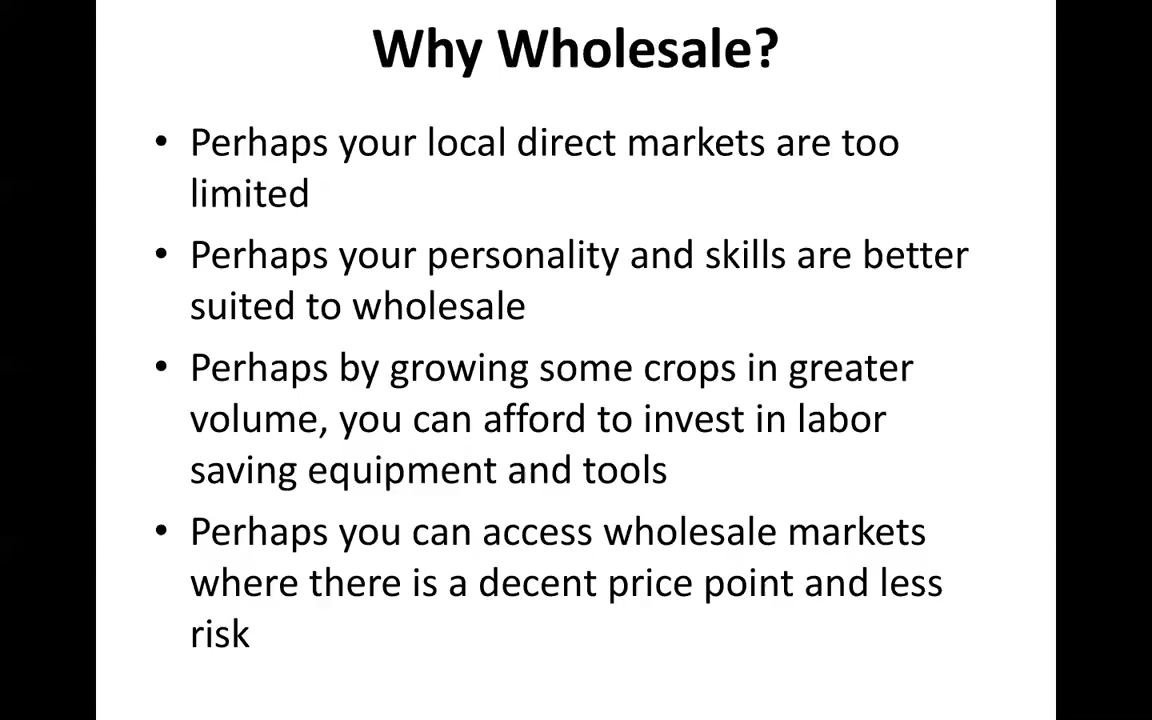 Why Wholesale?
• Perhaps your local direct markets are too
limited
• Perhaps your personality and skills are better
suited to wholesale
• Perhaps by growing some crops in greater
volume, you can afford to invest in labor
saving equipment and tools
• Perhaps you can access wholesale markets
where there is a decent price point and less
risk